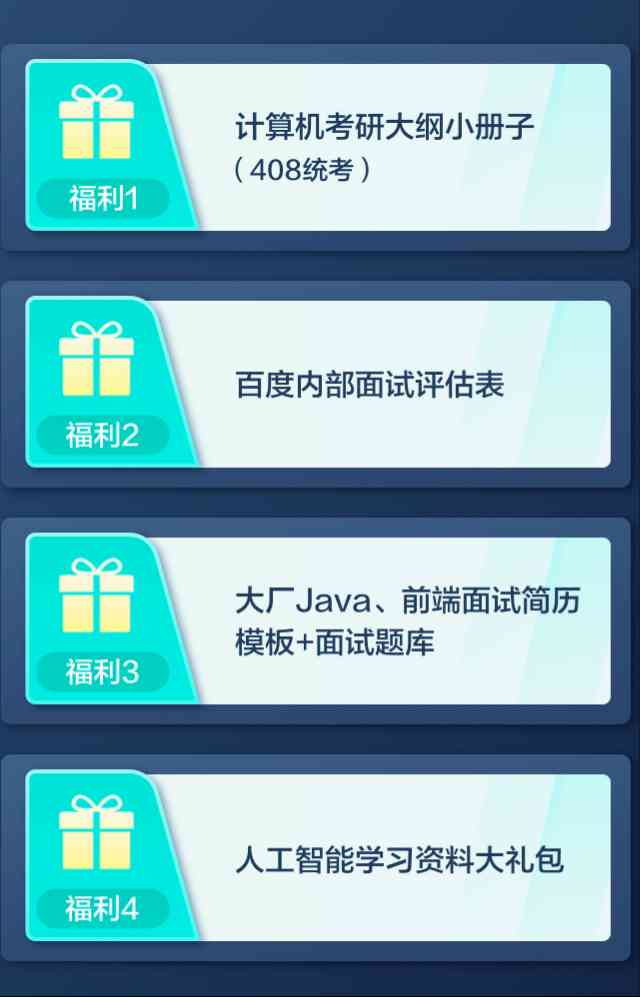 福利1
计算机考研大纲小册子
（408统考）
福利2
百度内部面试评估表
福利3
大厂Java、前端面试简历
模板+面试题库
福利4
人工智能学习资料大礼包